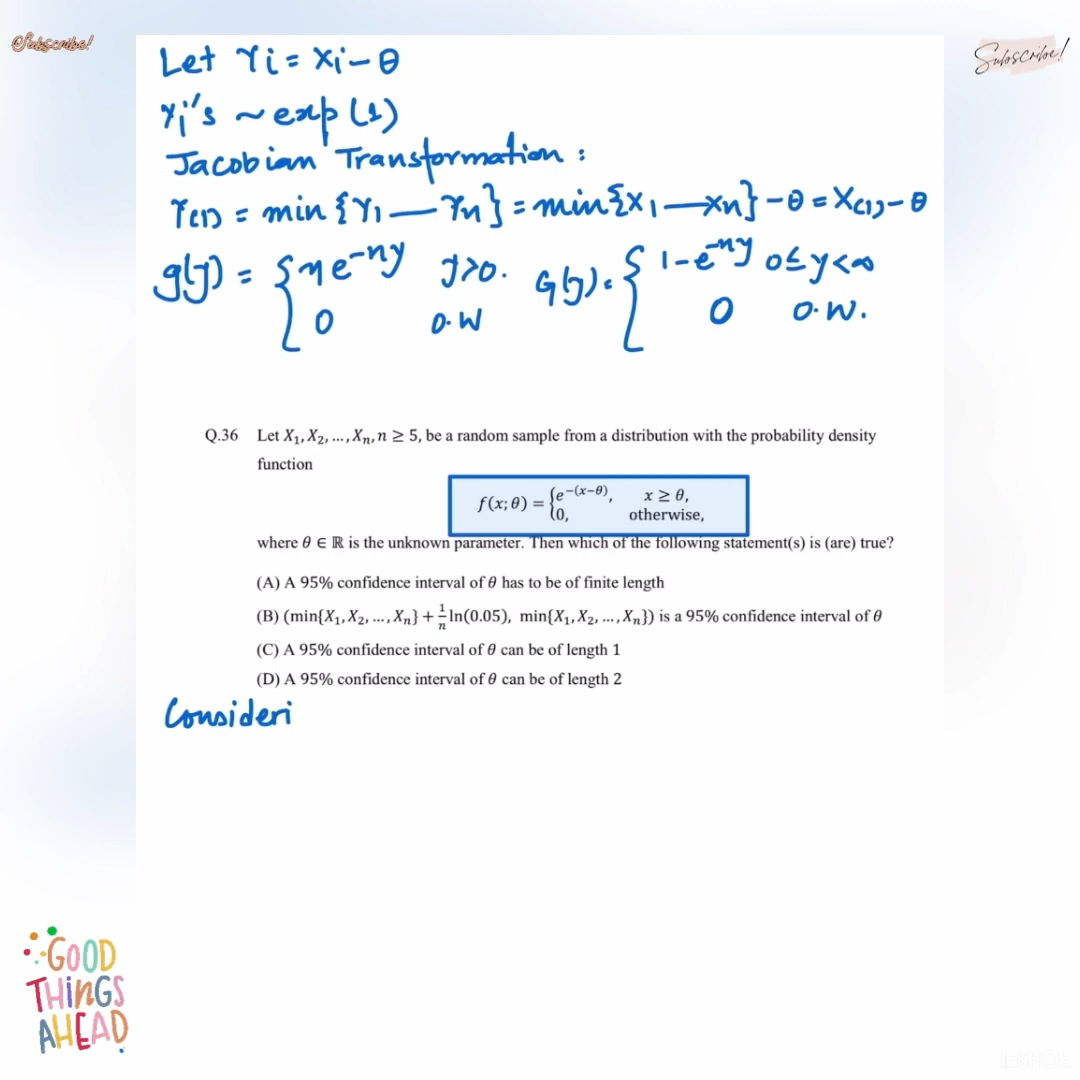 @Subscribe!
Subscribe!
Let Yi = Xi - θ
Yi's ~ exp (1)
Jacobian Transformation :
Y(1) = min {Y1 — Yn} = min{X1 — Xn} - θ = X(1) - θ
g(y) = { n e^-ny y>0. G(y) = { 1 - e^-ny 0 ≤ y < ∞
0 O.W 0 O.W.
Q.36 Let X₁, X₂, ..., Xₙ, n ≥ 5, be a random sample from a distribution with the probability density
function
f(x; θ) = { e^−(x−θ), x ≥ θ,
0, otherwise,
where θ ∈ ℝ is the unknown parameter. Then which of the following statement(s) is (are) true?
(A) A 95% confidence interval of θ has to be of finite length
(B) (min{X₁, X₂, ..., Xₙ} + 1/n ln(0.05), min{X₁, X₂, ..., Xₙ}) is a 95% confidence interval of θ
(C) A 95% confidence interval of θ can be of length 1
(D) A 95% confidence interval of θ can be of length 2
Consideri
GOOD
THiNGS
AHEAD